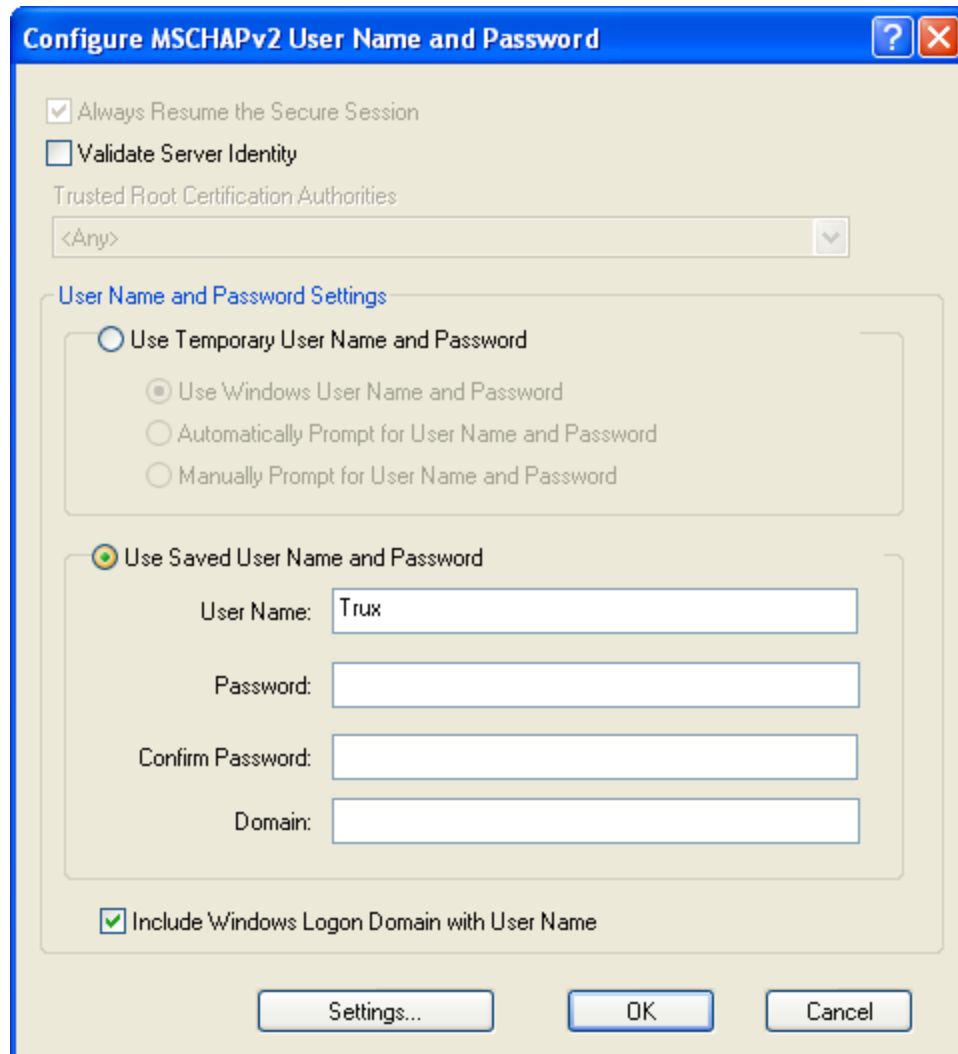 Configure MSCHAPv2 User Name and Password
Always Resume the Secure Session
Validate Server Identity
Trusted Root Certification Authorities
<Any>
User Name and Password Settings
Use Temporary User Name and Password
Use Windows User Name and Password
Automatically Prompt for User Name and Password
Manually Prompt for User Name and Password
Use Saved User Name and Password
User Name: Trux
Password:
Confirm Password:
Domain:
Include Windows Logon Domain with User Name
Settings... OK Cancel